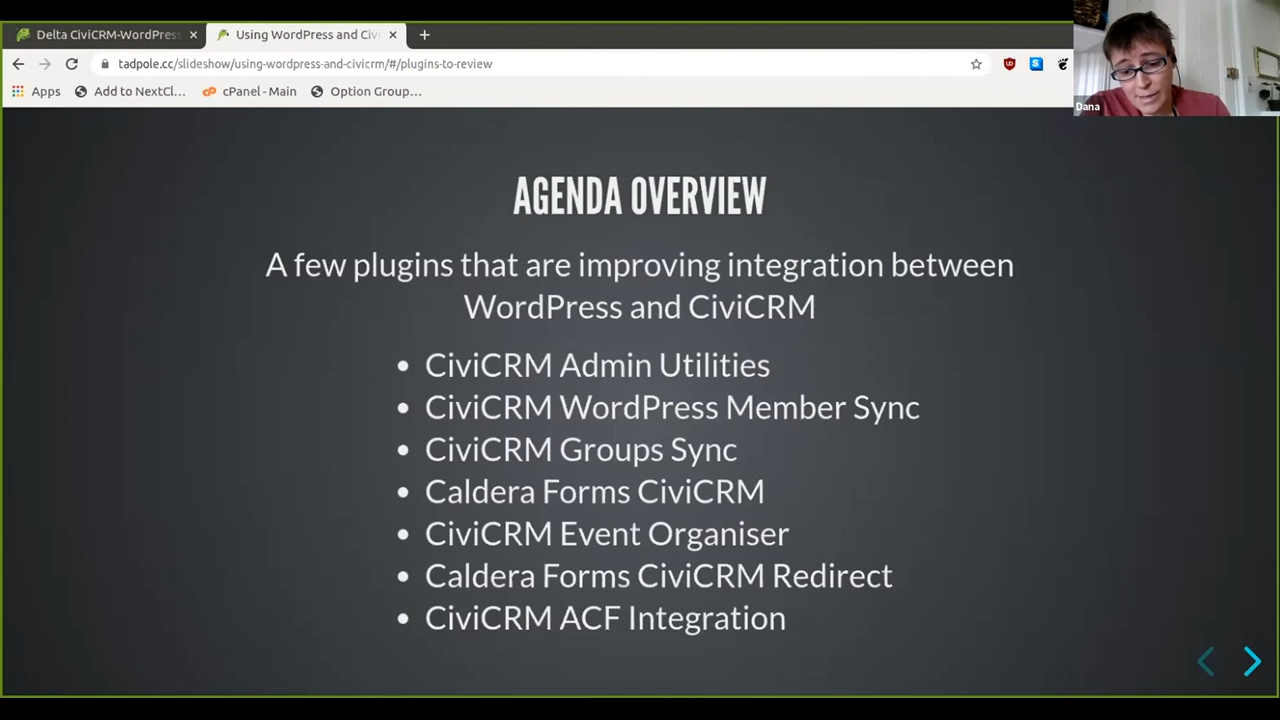 Delta CiviCRM-WordPress
Using WordPress and Civi
tadpole.cc/slideshow/using-wordpress-and-civicrm/#/plugins-to-review
Apps
Add to NextCl...
cPanel - Main
Option Group...
Dana
AGENDA OVERVIEW
A few plugins that are improving integration between
WordPress and CiviCRM
• CiviCRM Admin Utilities
• CiviCRM WordPress Member Sync
• CiviCRM Groups Sync
• Caldera Forms CiviCRM
• CiviCRM Event Organiser
• Caldera Forms CiviCRM Redirect
• CiviCRM ACF Integration